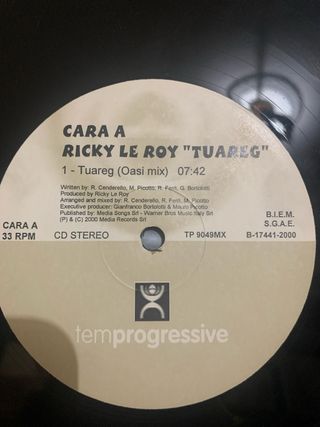 CARA A
RICKY LE ROY "TUAREG"
1 - Tuareg (Oasi mix) 07:42
Written by: R. Cenderello, M. Picotto, R. Ferri, G. Bortolotti
Produced by Ricky Le Roy
Arranged and mixed by: R. Cenderello, R. Ferri, M. Picotto
Executive producer: Gianfranco Bortolotti & Mauro Picotto
Published by: Media Songs Srl - Warner Bros Music Italy Srl
(P) & (C) 2000 Media Records Srl
B.I.E.M.
S.G.A.E.
CARA A
33 RPM CD STEREO TP 9049MX B-17441-2000
temprogressive